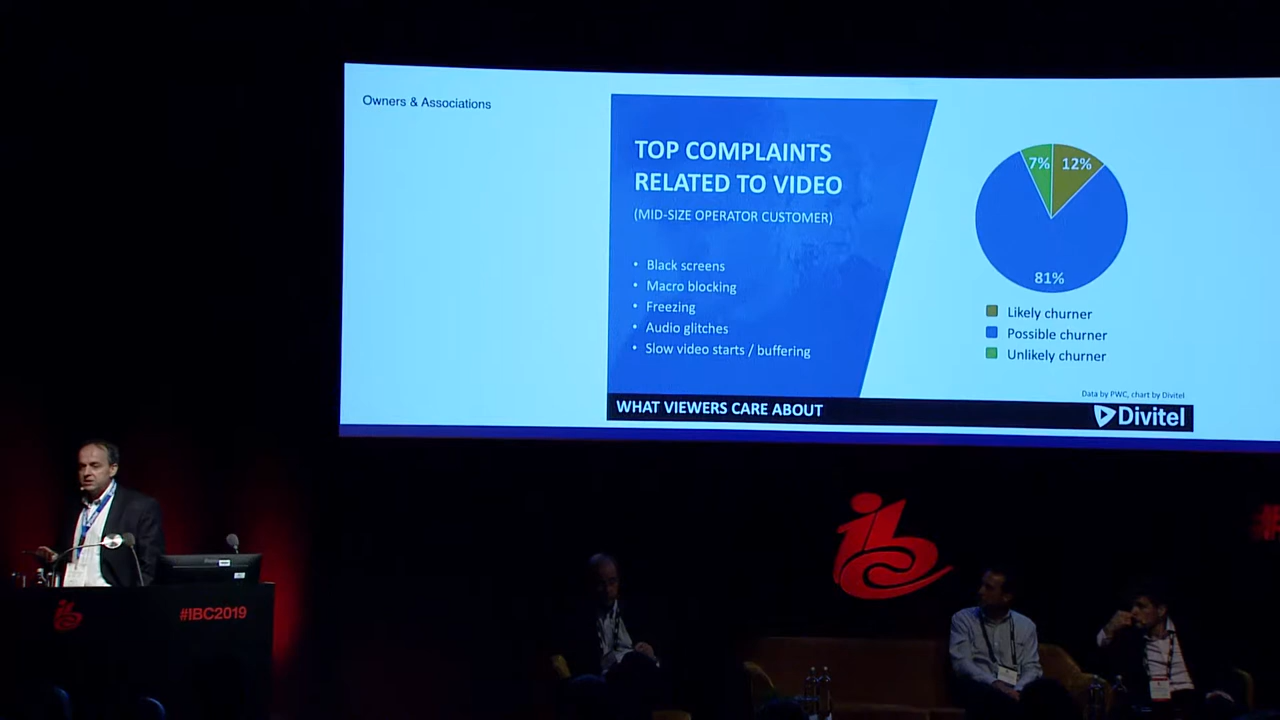 Owners & Associations
TOP COMPLAINTS
RELATED TO VIDEO
(MID-SIZE OPERATOR CUSTOMER)
• Black screens
• Macro blocking
• Freezing
• Audio glitches
• Slow video starts / buffering
7%
12%
81%
Likely churner
Possible churner
Unlikely churner
Data by PWC, chart by Divitel
WHAT VIEWERS CARE ABOUT
Divitel
ibc
#IBC2019